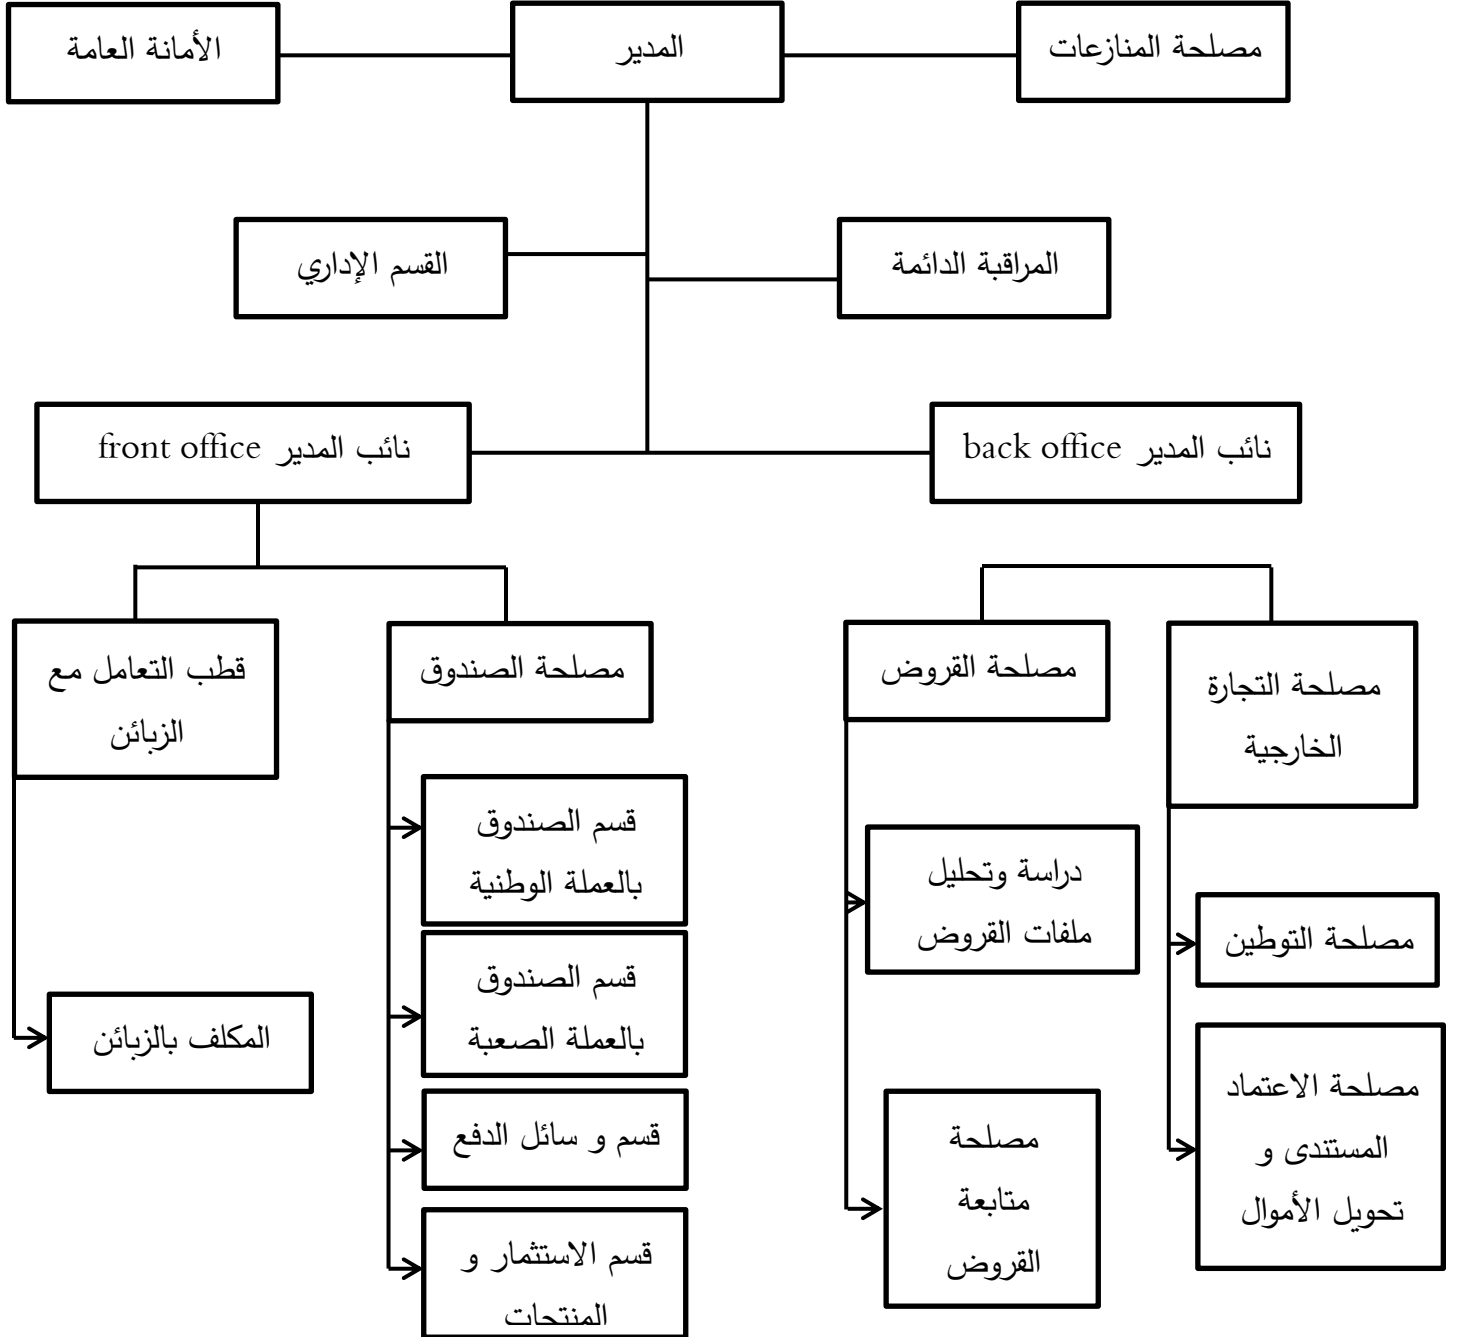 مصلحة المنازعات
المدير
الأمانة العامة
المراقبة الدائمة
القسم الإداري
نائب المدير back office
نائب المدير front office
مصلحة التجارة
الخارجية
مصلحة القروض
مصلحة الصندوق
قطب التعامل مع
الزبائن
مصلحة التوطين
مصلحة الاعتماد
المستندى و
تحويل الأموال
دراسة وتحليل
ملفات القروض
مصلحة
متابعة
القروض
قسم الصندوق
بالعملة الوطنية
قسم الصندوق
بالعملة الصعبة
قسم و سائل الدفع
قسم الاستثمار و
المنتجات
المكلف بالزبائن